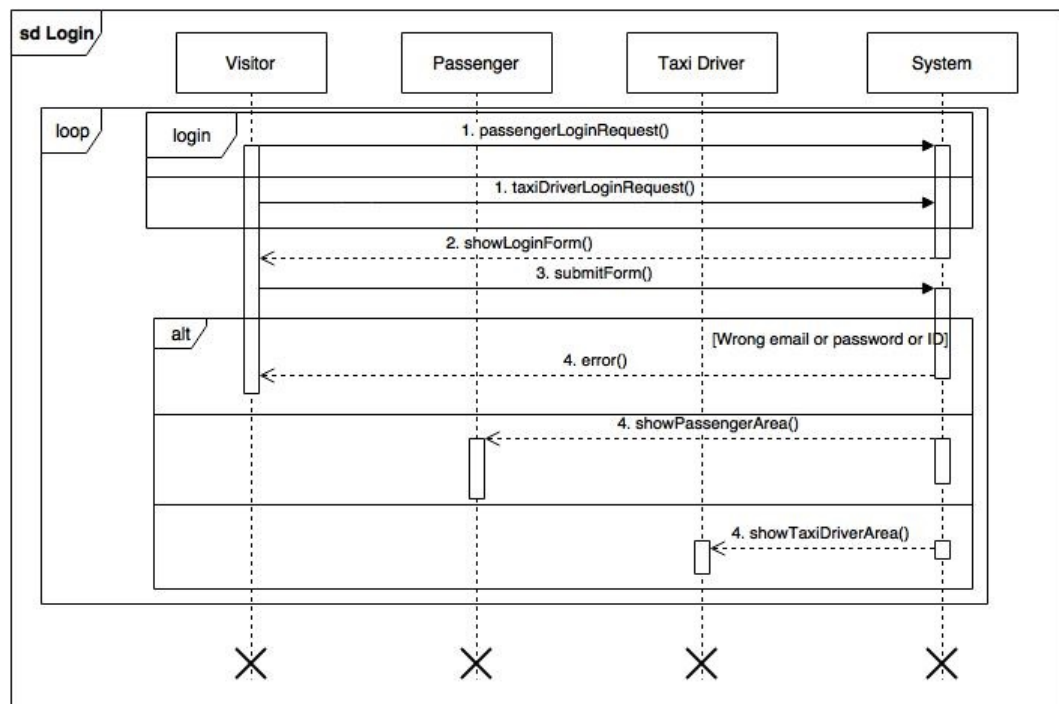 sd Login
Visitor
Passenger
Taxi Driver
System
loop
login
1. passengerLoginRequest()
1. taxiDriverLoginRequest()
2. showLoginForm()
3. submitForm()
alt
[Wrong email or password or ID]
4. error()
4. showPassengerArea()
4. showTaxiDriverArea()